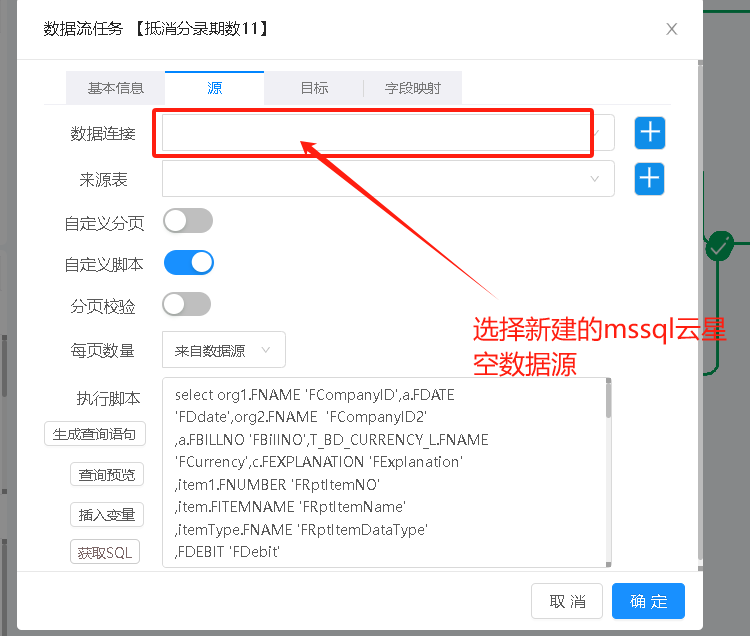 数据流任务 【抵消分录期数11】
基本信息
源
目标
字段映射
数据连接
来源表
自定义分页
自定义脚本
分页校验
每页数量
来自数据源
选择新建的mssql云星
空数据源
执行脚本
生成查询语句
查询预览
插入变量
获取SQL
select org1.FNAME 'FCompanyID',a.FDATE
'FDdate',org2.FNAME 'FCompanyID2'
,a.FBILLNO 'FBillNO',T_BD_CURRENCY_L.FNAME
'FCurrency',c.FEXPLANATION 'FExplanation'
,item1.FNUMBER 'FRptItemNO'
,item.FITEMNAME 'FRptItemName'
,itemType.FNAME 'FRptItemDataType'
,FDEBIT 'FDebit'
取 消
确 定